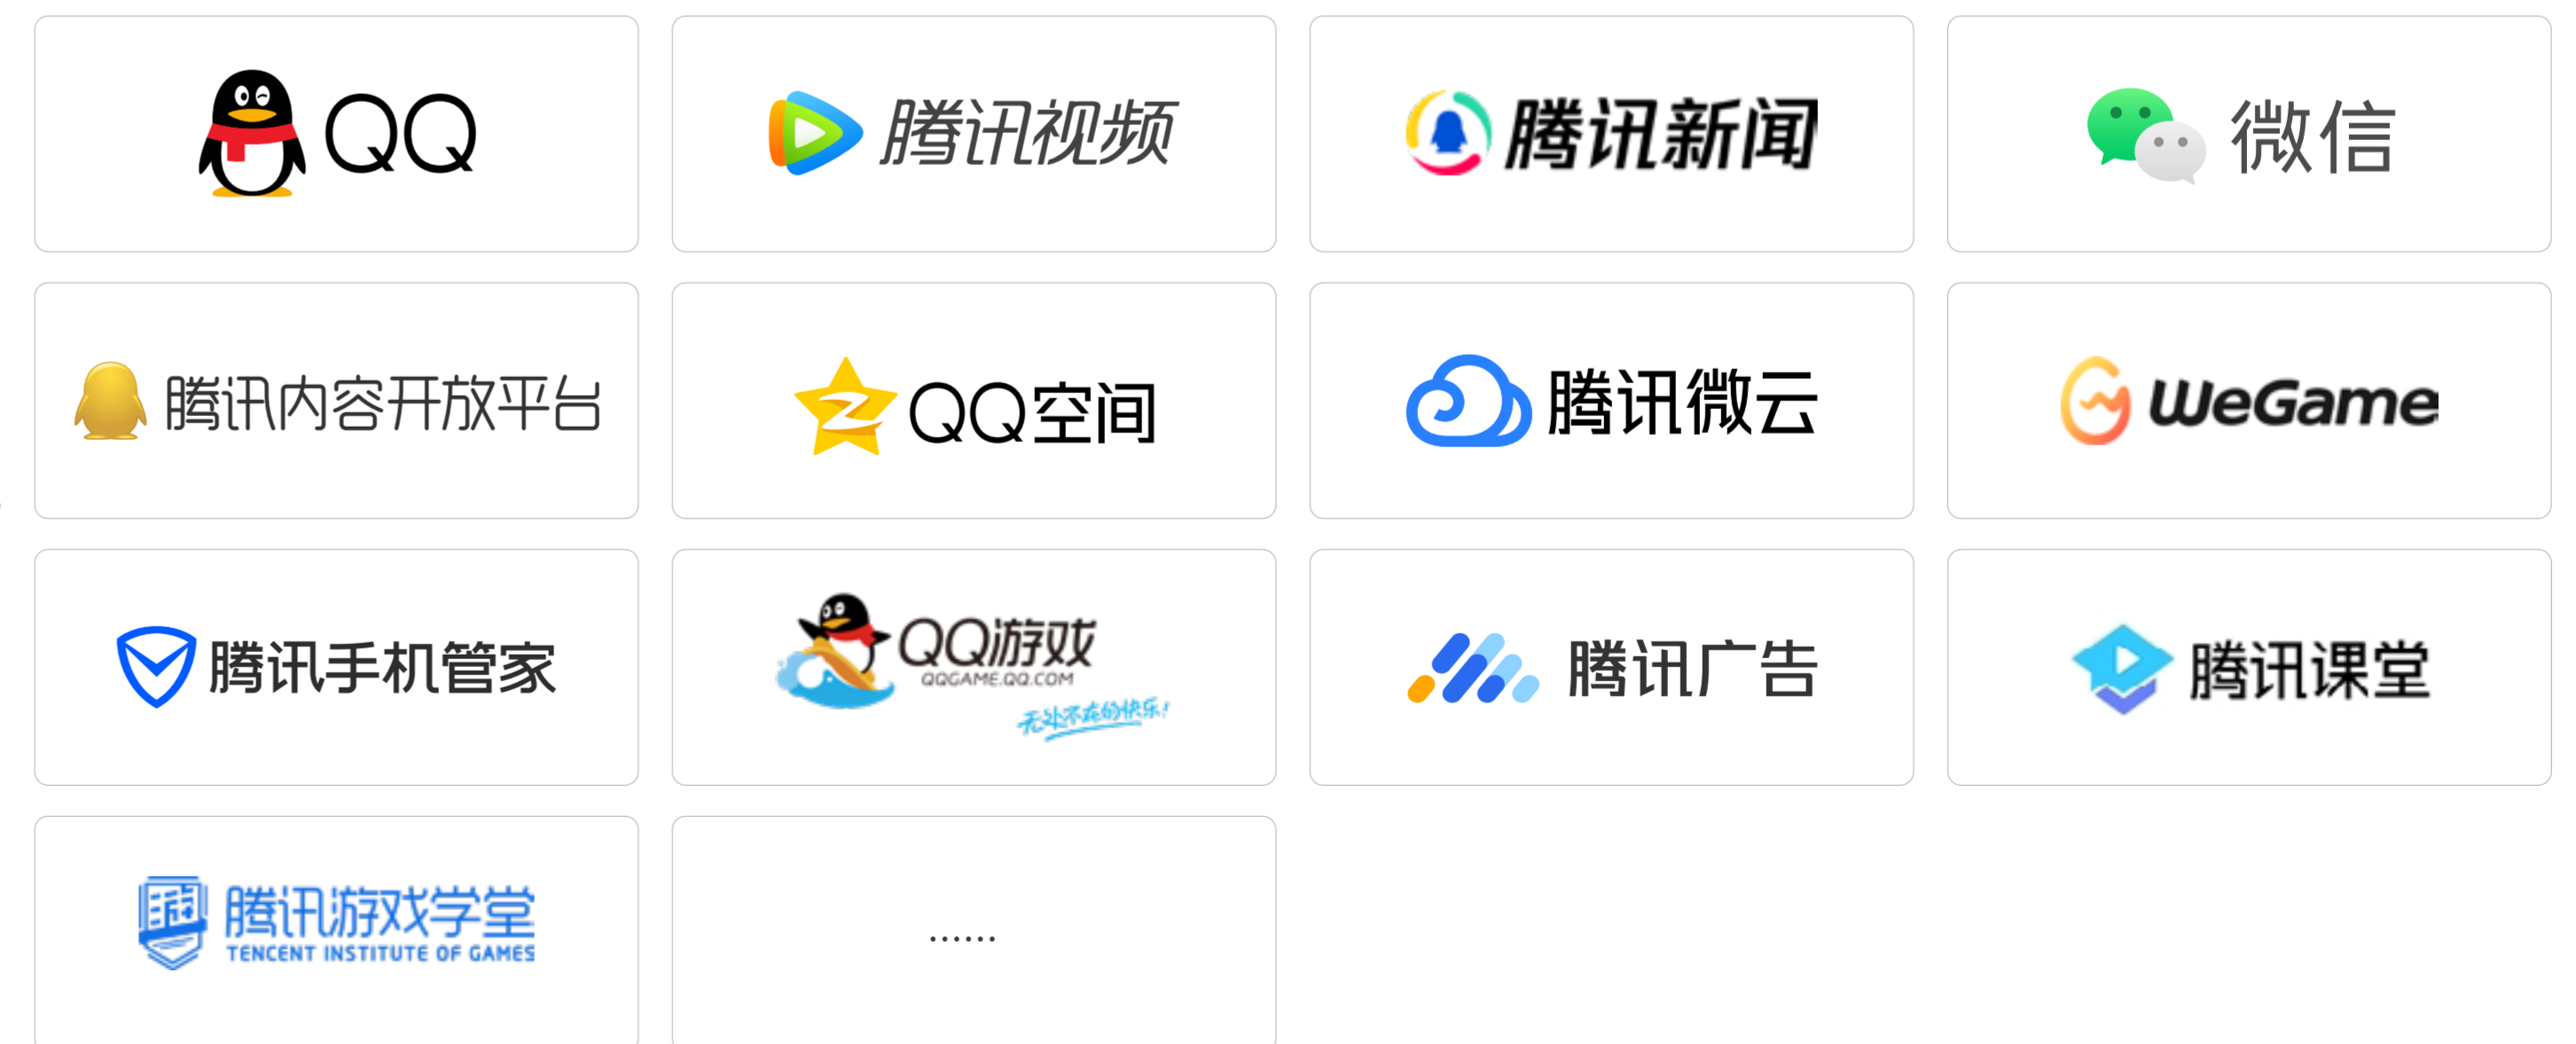 QQ
腾讯视频
腾讯新闻
微信
腾讯内容开放平台
QQ空间
腾讯微云
WeGame
腾讯手机管家
QQ游戏
QQGAME.QQ.COM
无处不在的快乐!
腾讯广告
腾讯课堂
腾讯游戏学堂
TENCENT INSTITUTE OF GAMES
......